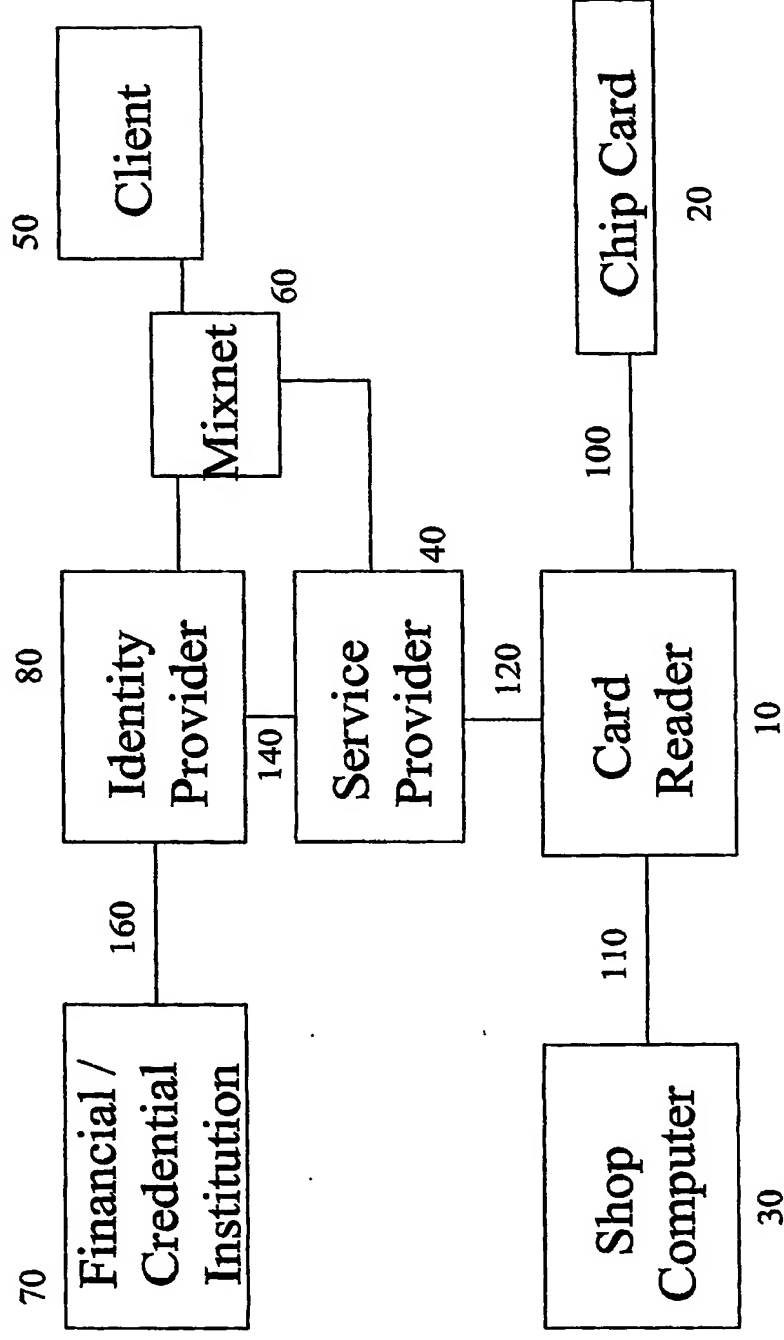 70
Financial /
Credential
Institution
160
80
Identity
Provider
50
Client
Mixnet
60
140
Service
Provider
40
120
30
Shop
Computer
110
10
Card
Reader
100
Chip Card
20